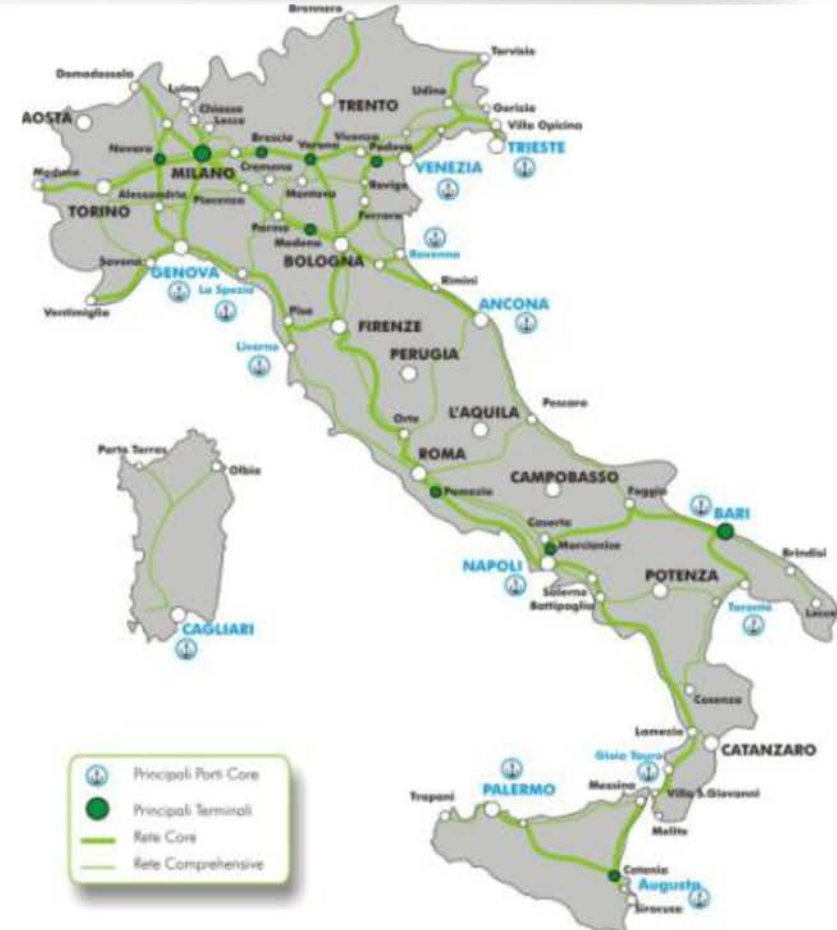 Brennero
Tarvisio
Domodossola
Luino
Chiasso
Lecco
AOSTA
TRENTO
Udine
Gorizia
Villa Opicina
TRIESTE
Novara
MILANO
Brescia
Verona
Vicenza
Padova
VENEZIA
Modane
TORINO
Alessandria
Piacenza
Cremona
Mantova
Rovigo
Ferrara
Parma
Modena
BOLOGNA
Ravenna
Savona
GENOVA
La Spezia
Rimini
Ventimiglia
Pisa
FIRENZE
ANCONA
Livorno
PERUGIA
Orte
L'AQUILA
Pescara
ROMA
Pomezia
CAMPOBASSO
Foggia
BARI
Porto Torres
Olbia
Caserta
Marcianise
NAPOLI
Brindisi
POTENZA
Salerno
Battipaglia
Taranto
Lecce
CAGLIARI
Cosenza
Lamezia
CATANZARO
Gioia Tauro
Messina
Villa S.Giovanni
Melito
Trapani
PALERMO
Catania
Augusta
Siracusa
Principali Porti Core
Principali Terminali
Rete Core
Rete Comprehensive